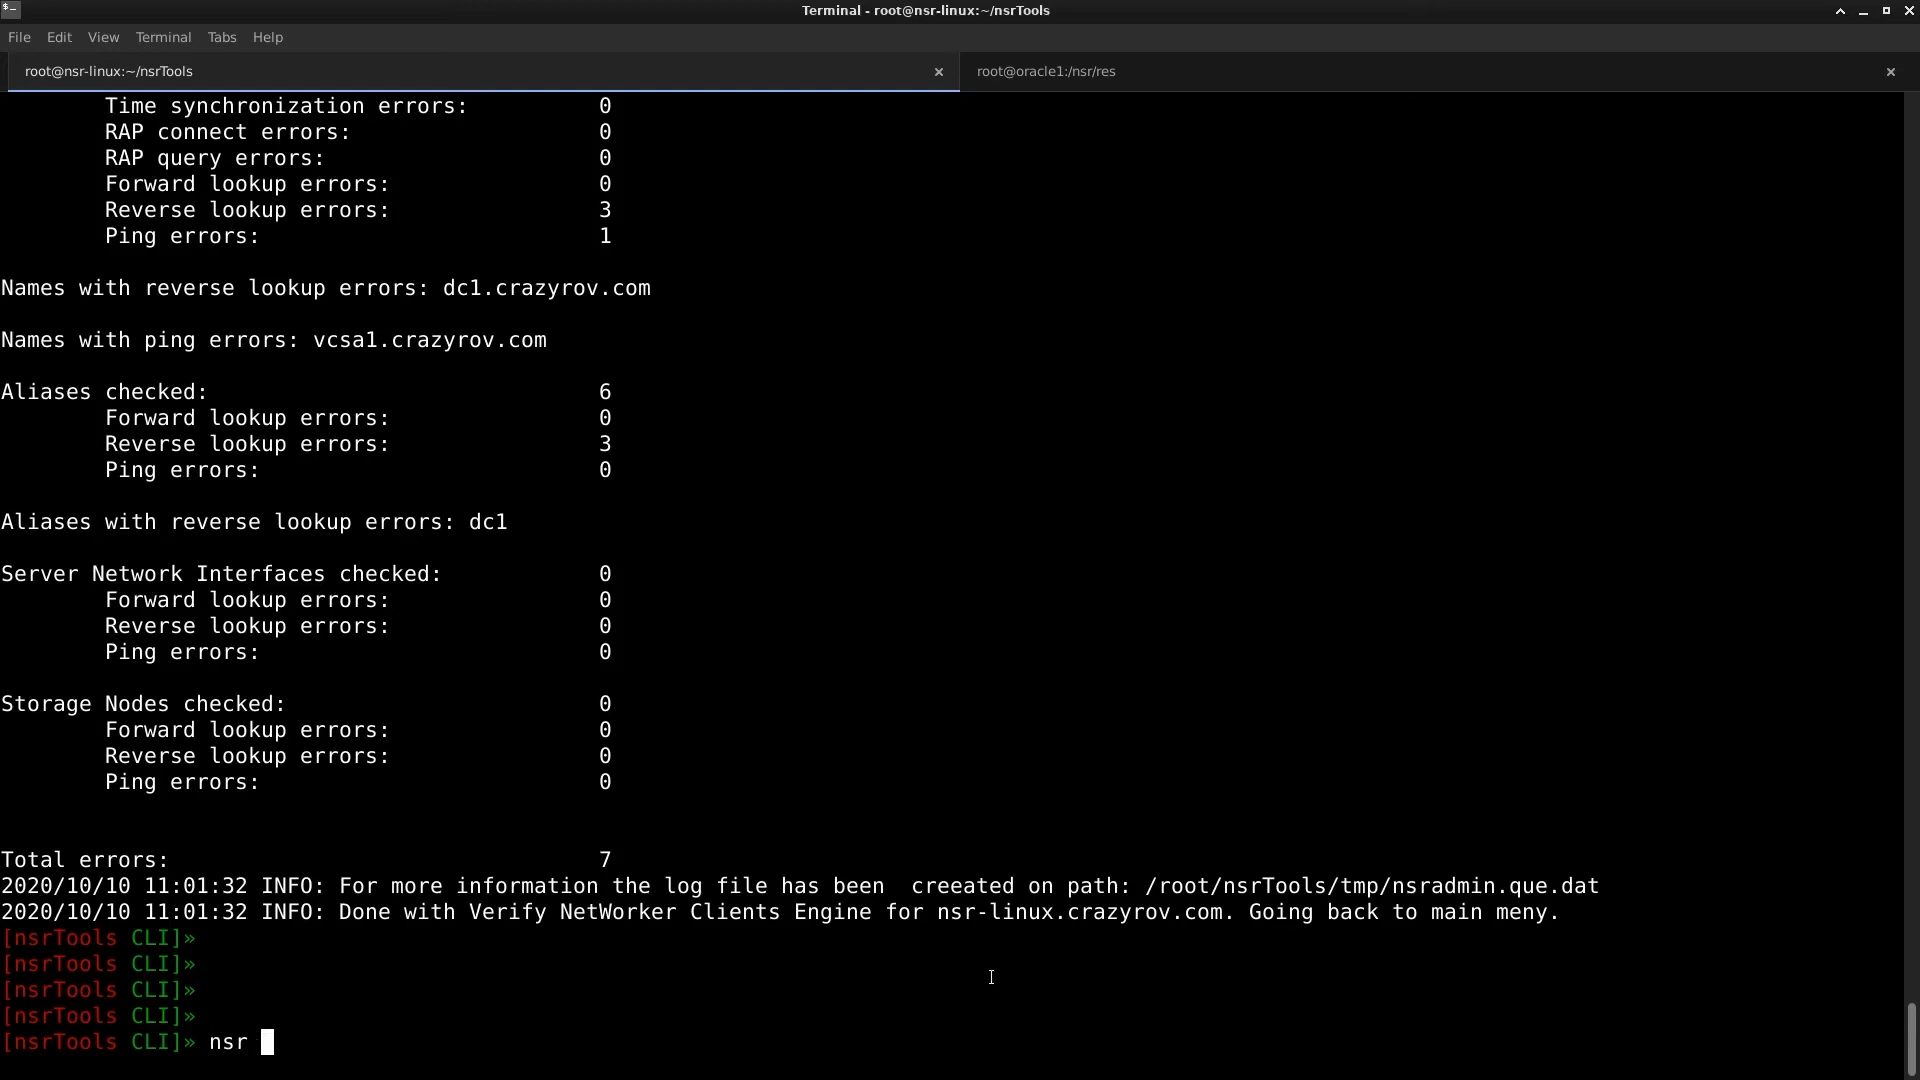 Terminal - root@nsr-linux:~/nsrTools
File Edit View Terminal Tabs Help
root@nsr-linux:~/nsrTools root@oracle1:/nsr/res
Time synchronization errors: 0
RAP connect errors: 0
RAP query errors: 0
Forward lookup errors: 0
Reverse lookup errors: 3
Ping errors: 1
Names with reverse lookup errors: dc1.crazyrov.com
Names with ping errors: vcsa1.crazyrov.com
Aliases checked: 6
Forward lookup errors: 0
Reverse lookup errors: 3
Ping errors: 0
Aliases with reverse lookup errors: dc1
Server Network Interfaces checked: 0
Forward lookup errors: 0
Reverse lookup errors: 0
Ping errors: 0
Storage Nodes checked: 0
Forward lookup errors: 0
Reverse lookup errors: 0
Ping errors: 0
Total errors: 7
2020/10/10 11:01:32 INFO: For more information the log file has been  creeated on path: /root/nsrTools/tmp/nsradmin.que.dat
2020/10/10 11:01:32 INFO: Done with Verify NetWorker Clients Engine for nsr-linux.crazyrov.com. Going back to main meny.
[nsrTools CLI]»
[nsrTools CLI]»
[nsrTools CLI]»
[nsrTools CLI]»
[nsrTools CLI]» nsr